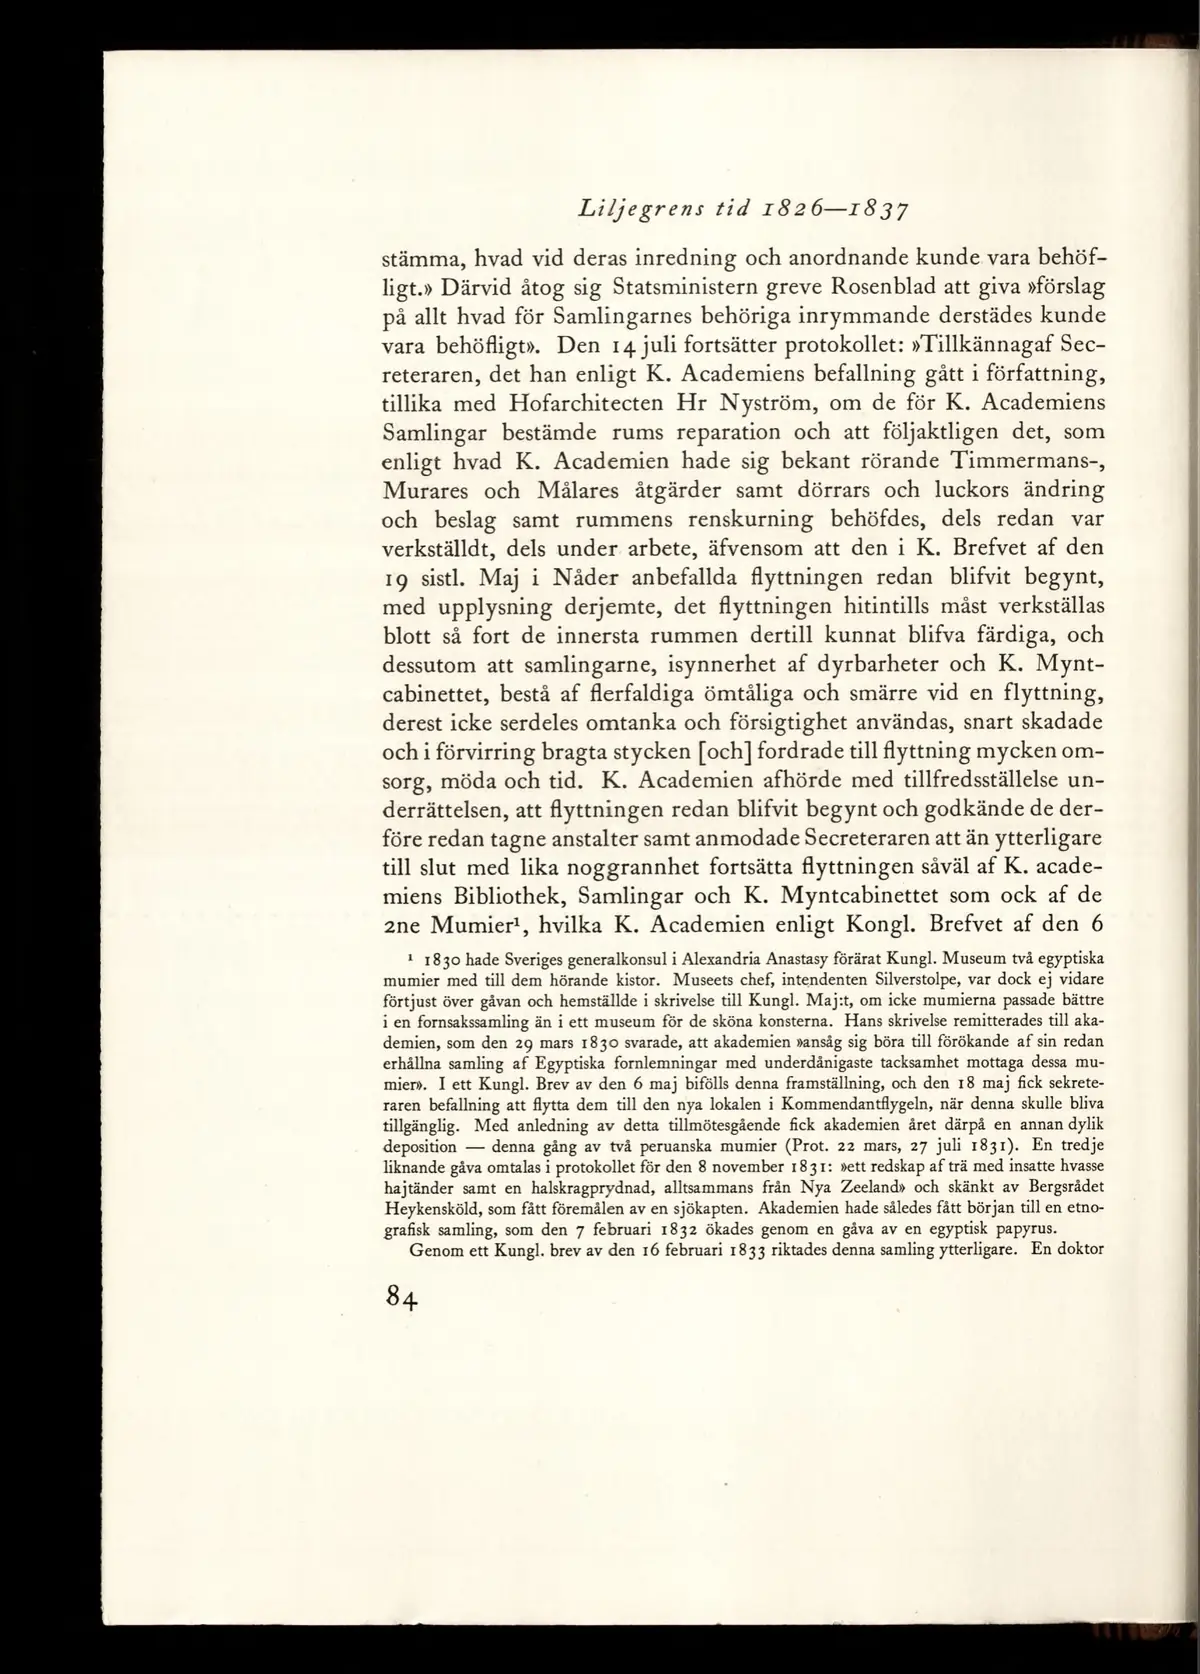 Liljegrens tid 1826—1837
stämma, hvad vid deras inredning och anordnande kunde vara behöf-
ligt.» Därvid åtog sig Statsministern greve Rosenblad att giva »förslag
på allt hvad för Samlingarnes behöriga inrymmande derstädes kunde
vara behöfligt». Den 14 juli fortsätter protokollet: »Tillkännagaf Sec-
reteraren, det han enligt K. Academiens befallning gått i författning,
tillika med Hofarchitecten Hr Nyström, om de för K. Academiens
Samlingar bestämde rums reparation och att följaktligen det, som
enligt hvad K. Academien hade sig bekant rörande Timmermans-,
Murares och Målares åtgärder samt dörrars och luckors ändring
och beslag samt rummens renskurning behöfdes, dels redan var
verkställdt, dels under arbete, äfvensom att den i K. Brefvet af den
19 sistl. Maj i Nåder anbefallda flyttningen redan blifvit begynt,
med upplysning derjemte, det flyttningen hitintills måst verkställas
blott så fort de innersta rummen dertill kunnat blifva färdiga, och
dessutom att samlingarne, isynnerhet af dyrbarheter och K. Mynt-
cabinettet, bestå af flerfaldiga ömtåliga och smärre vid en flyttning,
derest icke serdeles omtanka och försigtighet användas, snart skadade
och i förvirring bragta stycken [och] fordrade till flyttning mycken om-
sorg, möda och tid. K. Academien afhörde med tillfredsställelse un-
derrättelsen, att flyttningen redan blifvit begynt och godkände de der-
före redan tagne anstalter samt anmodade Secreteraren att än ytterligare
till slut med lika noggrannhet fortsätta flyttningen såväl af K. acade-
miens Bibliothek, Samlingar och K. Myntcabinettet som ock af de
2ne Mumier¹, hvilka K. Academien enligt Kongl. Brefvet af den 6
¹ 1830 hade Sveriges generalkonsul i Alexandria Anastasy förärat Kungl. Museum två egyptiska
mumier med till dem hörande kistor. Museets chef, intendenten Silverstolpe, var dock ej vidare
förtjust över gåvan och hemställde i skrivelse till Kungl. Maj:t, om icke mumierna passade bättre
i en fornsakssamling än i ett museum för de sköna konsterna. Hans skrivelse remitterades till aka-
demien, som den 29 mars 1830 svarade, att akademien »ansåg sig böra till förökande af sin redan
erhållna samling af Egyptiska fornlemningar med underdånigaste tacksamhet mottaga dessa mu-
mier». I ett Kungl. Brev av den 6 maj bifölls denna framställning, och den 18 maj fick sekrete-
raren befallning att flytta dem till den nya lokalen i Kommendantflygeln, när denna skulle bliva
tillgänglig. Med anledning av detta tillmötesgående fick akademien året därpå en annan dylik
deposition — denna gång av två peruanska mumier (Prot. 22 mars, 27 juli 1831). En tredje
liknande gåva omtalas i protokollet för den 8 november 1831: »ett redskap af trä med insatte hvasse
hajtänder samt en halskragprydnad, alltsammans från Nya Zeeland» och skänkt av Bergsrådet
Heykensköld, som fått föremålen av en sjökapten. Akademien hade således fått början till en etno-
grafisk samling, som den 7 februari 1832 ökades genom en gåva av en egyptisk papyrus.
Genom ett Kungl. brev av den 16 februari 1833 riktades denna samling ytterligare. En doktor
84